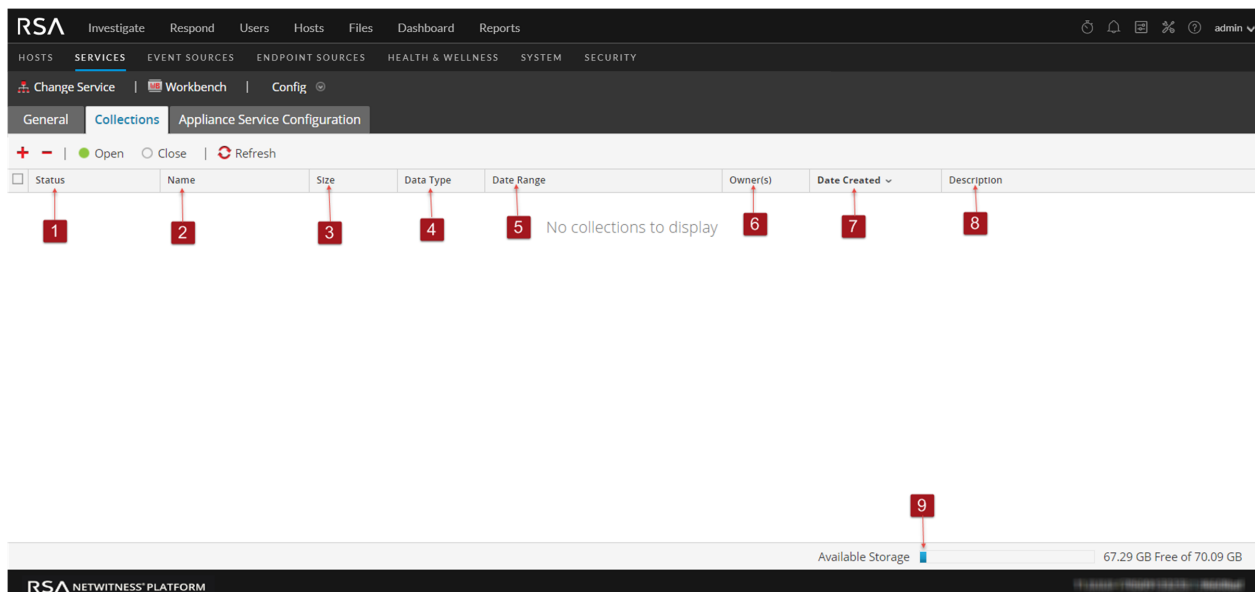 RSA Investigate Respond Users Hosts Files Dashboard Reports admin
HOSTS SERVICES EVENT SOURCES ENDPOINT SOURCES HEALTH & WELLNESS SYSTEM SECURITY
Change Service | WB Workbench | Config
General Collections Appliance Service Configuration
+ − | Open Close | Refresh
Status Name Size Data Type Date Range Owner(s) Date Created Description
1 2 3 4 5 No collections to display 6 7 8
9
Available Storage 67.29 GB Free of 70.09 GB
RSA NETWITNESS® PLATFORM